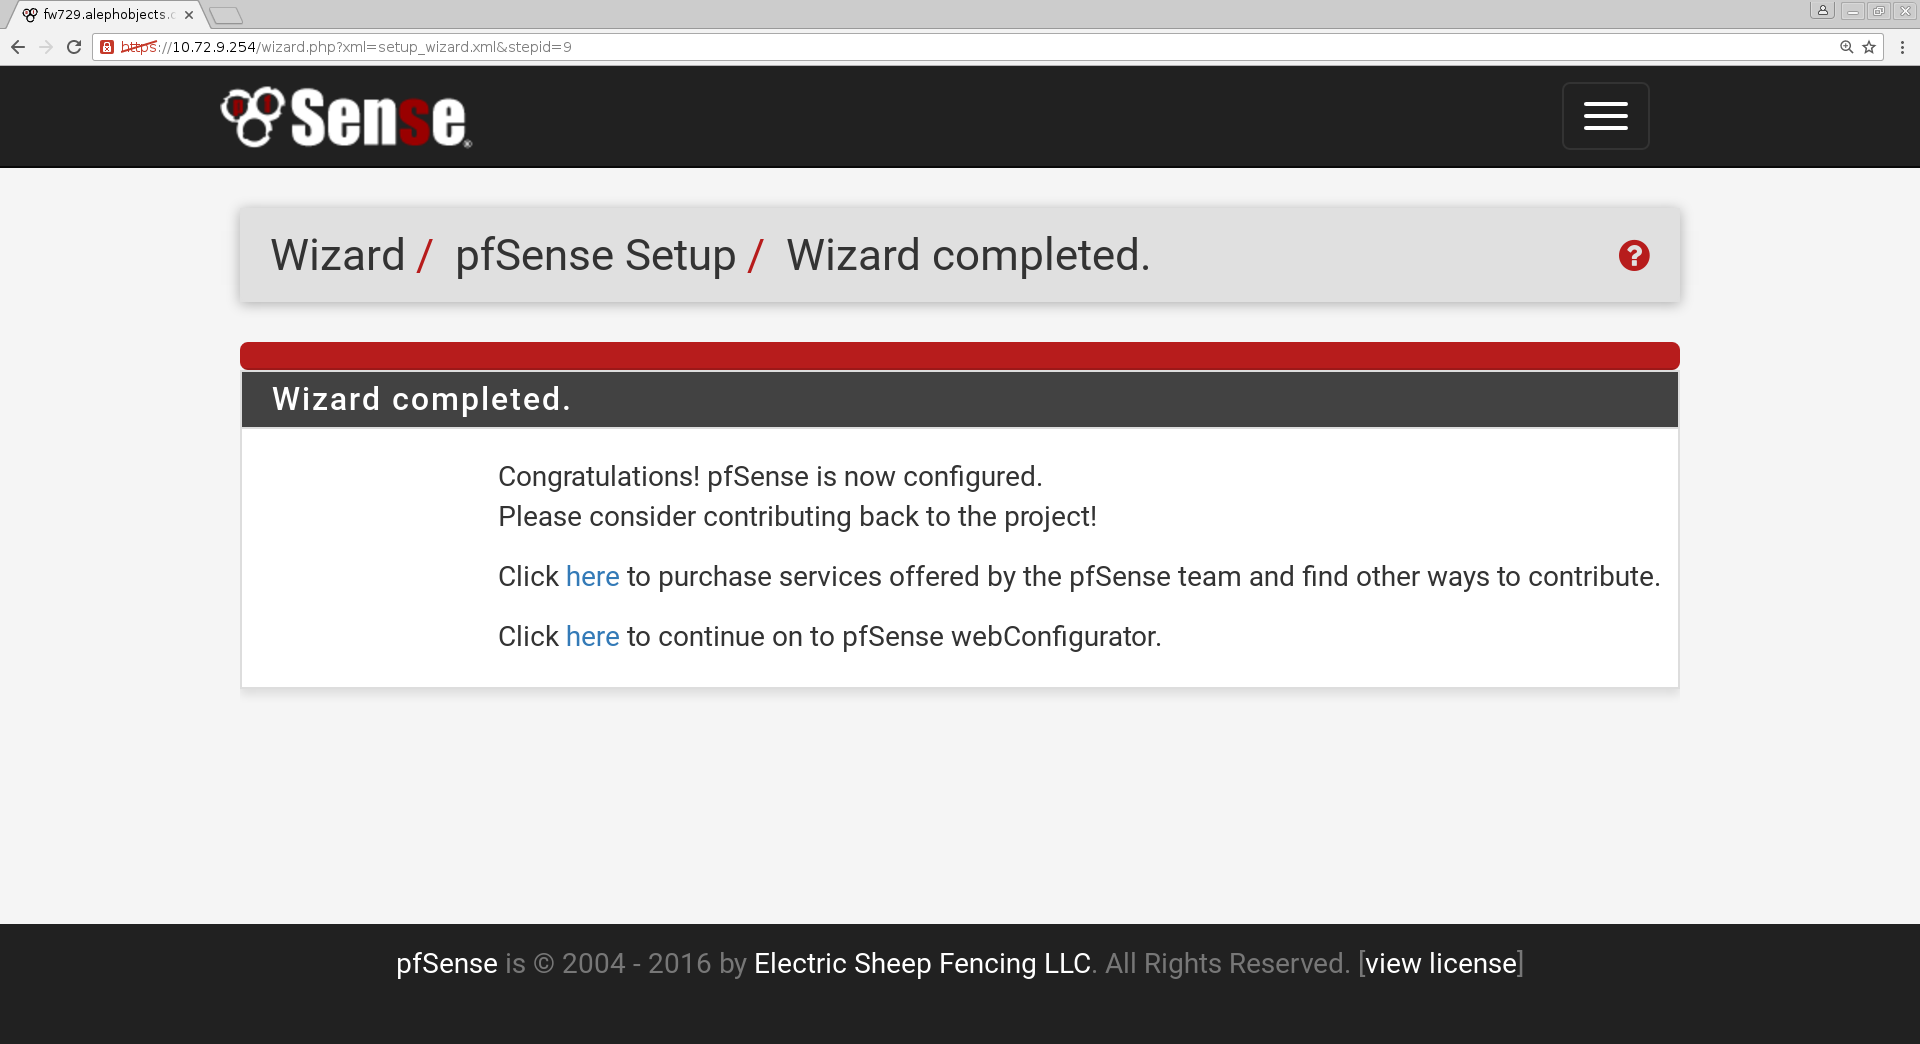 fw729.alephobjects.c
https://10.72.9.254/wizard.php?xml=setup_wizard.xml&stepid=9
pfSense®
Wizard / pfSense Setup / Wizard completed.
Wizard completed.
Congratulations! pfSense is now configured.
Please consider contributing back to the project!
Click here to purchase services offered by the pfSense team and find other ways to contribute.
Click here to continue on to pfSense webConfigurator.
pfSense is © 2004 - 2016 by Electric Sheep Fencing LLC. All Rights Reserved. [view license]